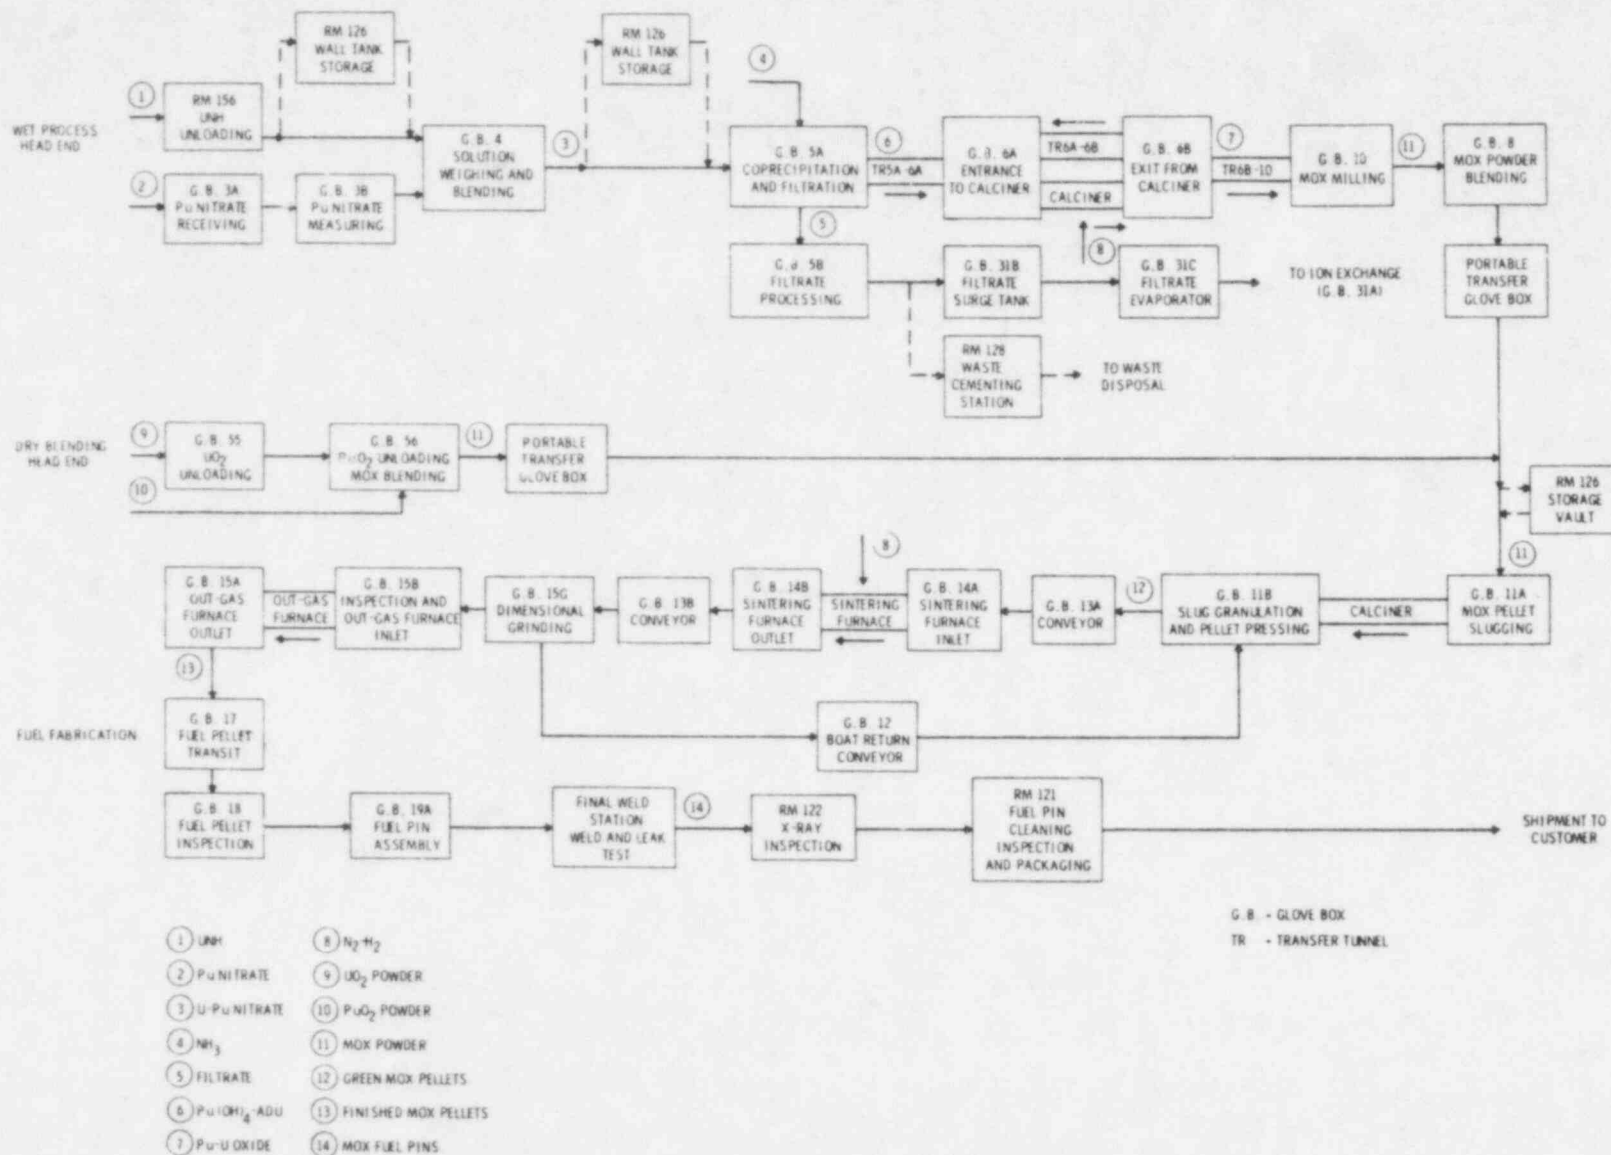 RM 126
WALL TANK
STORAGE
RM 126
WALL TANK
STORAGE
4
1
RM 156
UNH
UNLOADING
WET PROCESS
HEAD END
2
G.B. 3A
Pu NITRATE
RECEIVING
G.B. 3B
Pu NITRATE
MEASURING
G.B. 4
SOLUTION
WEIGHING AND
BLENDING
3
G.B. 5A
COPRECIPITATION
AND FILTRATION
6
TR5A-6A
G.B. 6A
ENTRANCE
TO CALCINER
TR6A-6B
CALCINER
G.B. 6B
EXIT FROM
CALCINER
7
TR6B-10
G.B. 10
MOX MILLING
11
G.B. 8
MOX POWDER
BLENDING
5
G.B. 5B
FILTRATE
PROCESSING
G.B. 31B
FILTRATE
SURGE TANK
8
G.B. 31C
FILTRATE
EVAPORATOR
TO ION EXCHANGE
(G.B. 31A)
PORTABLE
TRANSFER
GLOVE BOX
RM 128
WASTE
CEMENTING
STATION
TO WASTE
DISPOSAL
DRY BLENDING
HEAD END
9
G.B. 55
UO2
UNLOADING
10
G.B. 56
PuO2 UNLOADING
MOX BLENDING
11
PORTABLE
TRANSFER
GLOVE BOX
RM 126
STORAGE
VAULT
11
G.B. 15A
OUT-GAS
FURNACE
OUTLET
OUT-GAS
FURNACE
G.B. 15B
INSPECTION AND
OUT-GAS FURNACE
INLET
G.B. 15G
DIMENSIONAL
GRINDING
G.B. 13B
CONVEYOR
G.B. 14B
SINTERING
FURNACE
OUTLET
8
SINTERING
FURNACE
G.B. 14A
SINTERING
FURNACE
INLET
G.B. 13A
CONVEYOR
12
G.B. 11B
SLUG GRANULATION
AND PELLET PRESSING
CALCINER
G.B. 11A
MOX PELLET
SLUGGING
13
FUEL FABRICATION
G.B. 17
FUEL PELLET
TRANSIT
G.B. 12
BOAT RETURN
CONVEYOR
G.B. 18
FUEL PELLET
INSPECTION
G.B. 19A
FUEL PIN
ASSEMBLY
FINAL WELD
STATION
WELD AND LEAK
TEST
14
RM 122
X-RAY
INSPECTION
RM 121
FUEL PIN
CLEANING
INSPECTION
AND PACKAGING
SHIPMENT TO
CUSTOMER
G.B. - GLOVE BOX
TR - TRANSFER TUNNEL
1 UNH
2 Pu NITRATE
3 U-Pu NITRATE
4 NH3
5 FILTRATE
6 Pu(OH)4-ADU
7 Pu-U OXIDE
8 N2-H2
9 UO2 POWDER
10 PuO2 POWDER
11 MOX POWDER
12 GREEN MOX PELLETS
13 FINISHED MOX PELLETS
14 MOX FUEL PINS